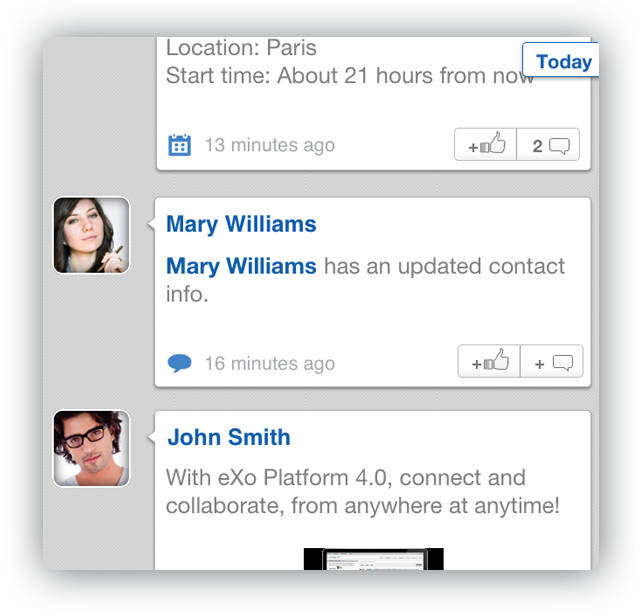 Location: Paris
Today
Start time: About 21 hours from now
13 minutes ago
+
2
Mary Williams
Mary Williams has an updated contact
info.
16 minutes ago
+
+
John Smith
With eXo Platform 4.0, connect and
collaborate, from anywhere at anytime!